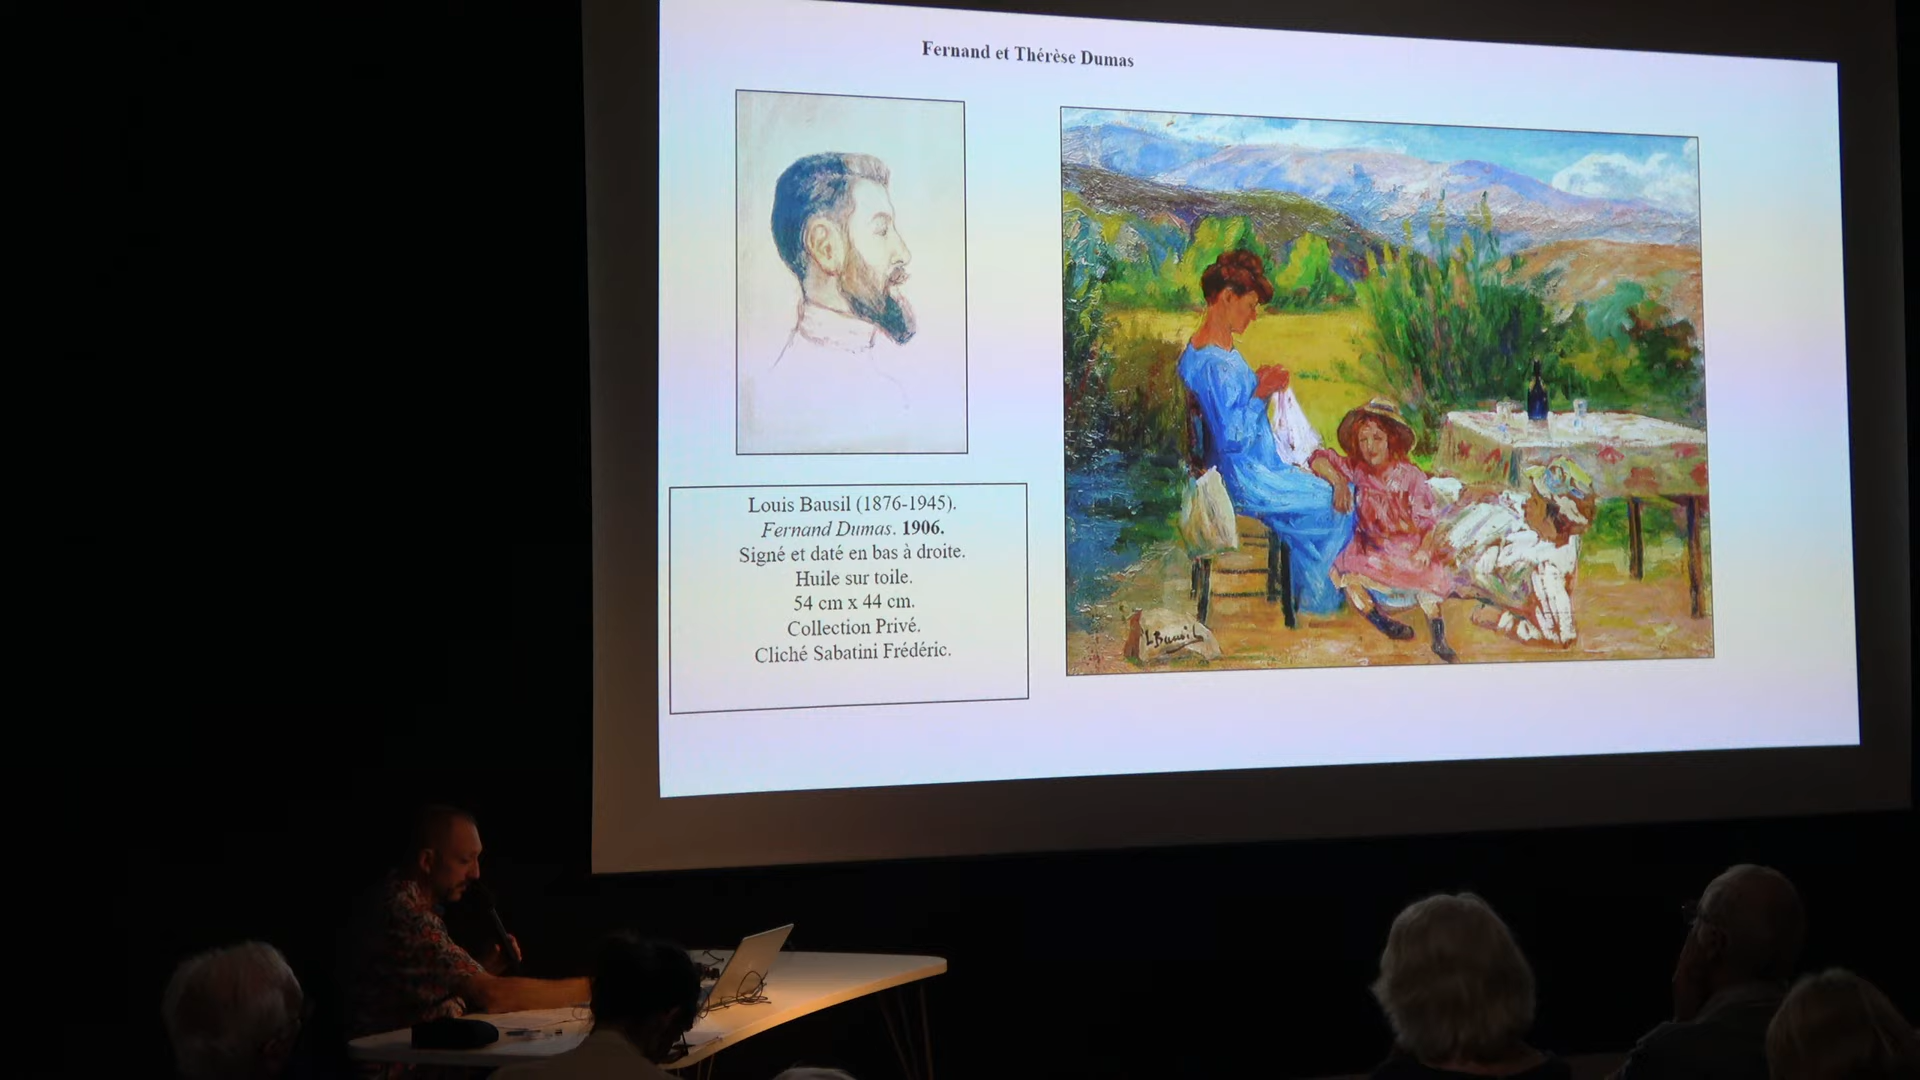 Fernand et Thérèse Dumas
Louis Bausil (1876-1945).
Fernand Dumas. 1906.
Signé et daté en bas à droite.
Huile sur toile.
54 cm x 44 cm.
Collection Privé.
Cliché Sabatini Frédéric.
L Bausil